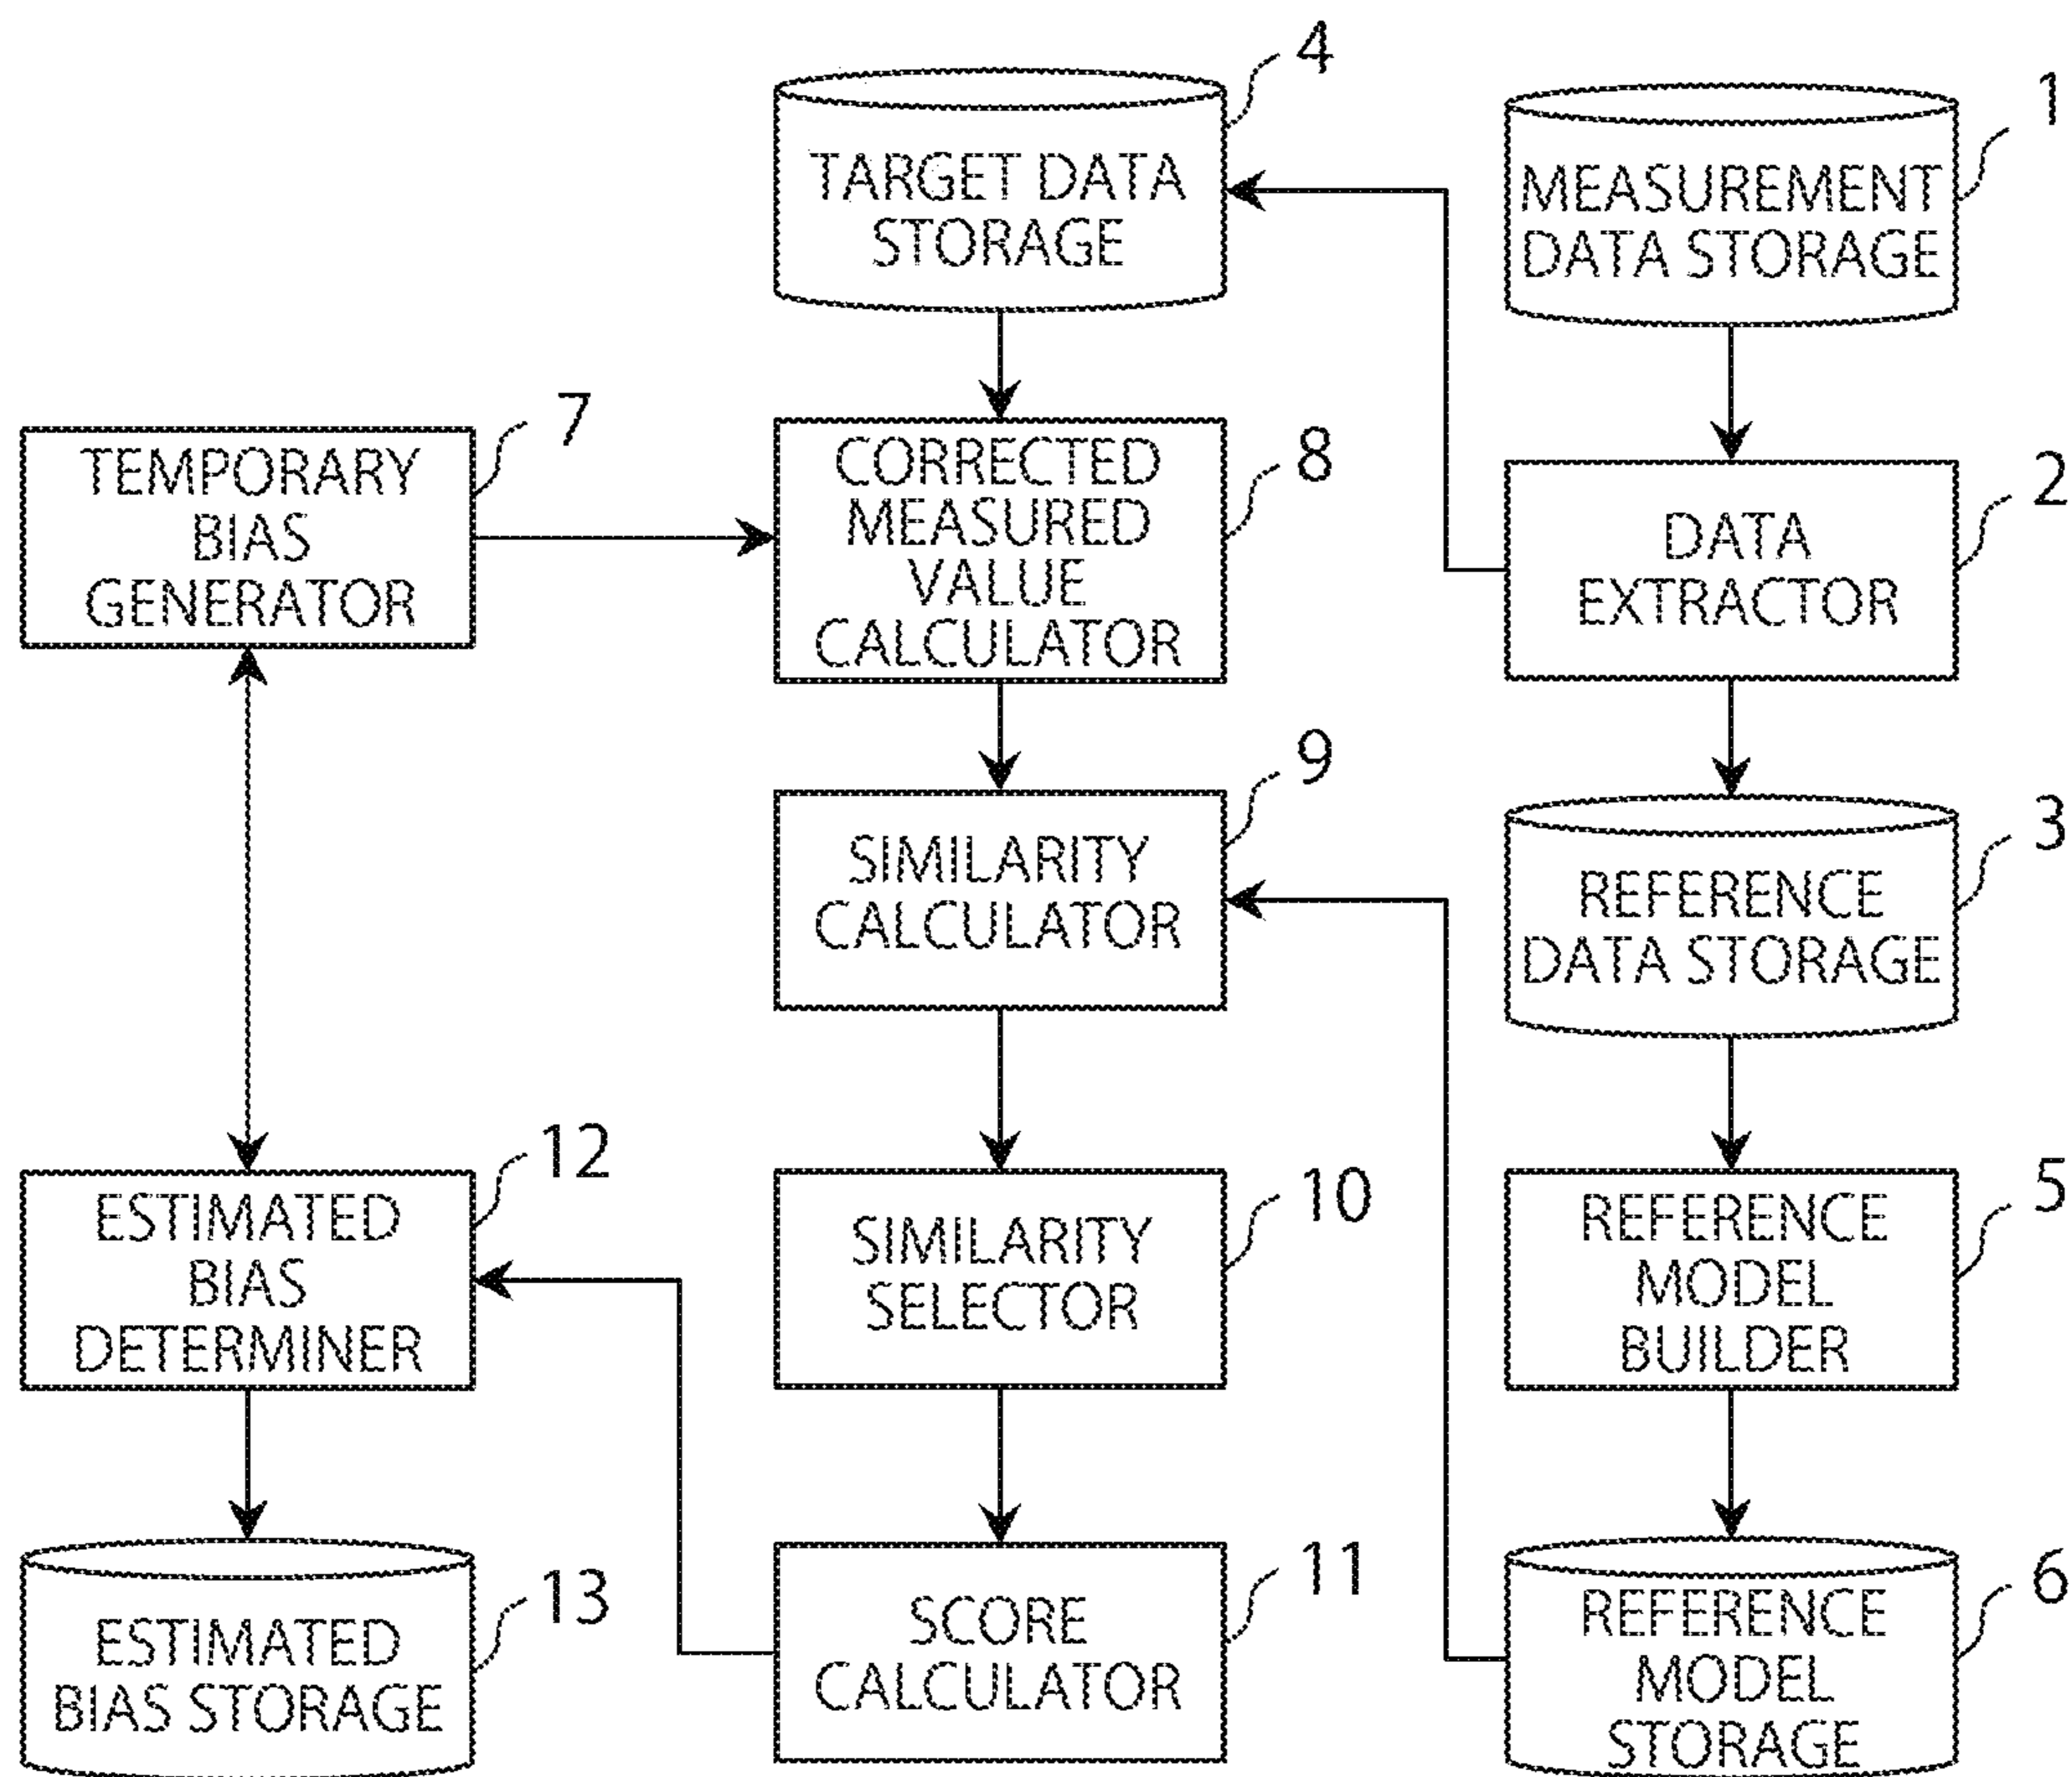 4
TARGET DATA
STORAGE
1
MEASUREMENT
DATA STORAGE
7
TEMPORARY
BIAS
GENERATOR
8
CORRECTED
MEASURED
VALUE
CALCULATOR
2
DATA
EXTRACTOR
9
SIMILARITY
CALCULATOR
3
REFERENCE
DATA STORAGE
12
ESTIMATED
BIAS
DETERMINER
10
SIMILARITY
SELECTOR
5
REFERENCE
MODEL
BUILDER
13
ESTIMATED
BIAS STORAGE
11
SCORE
CALCULATOR
6
REFERENCE
MODEL
STORAGE